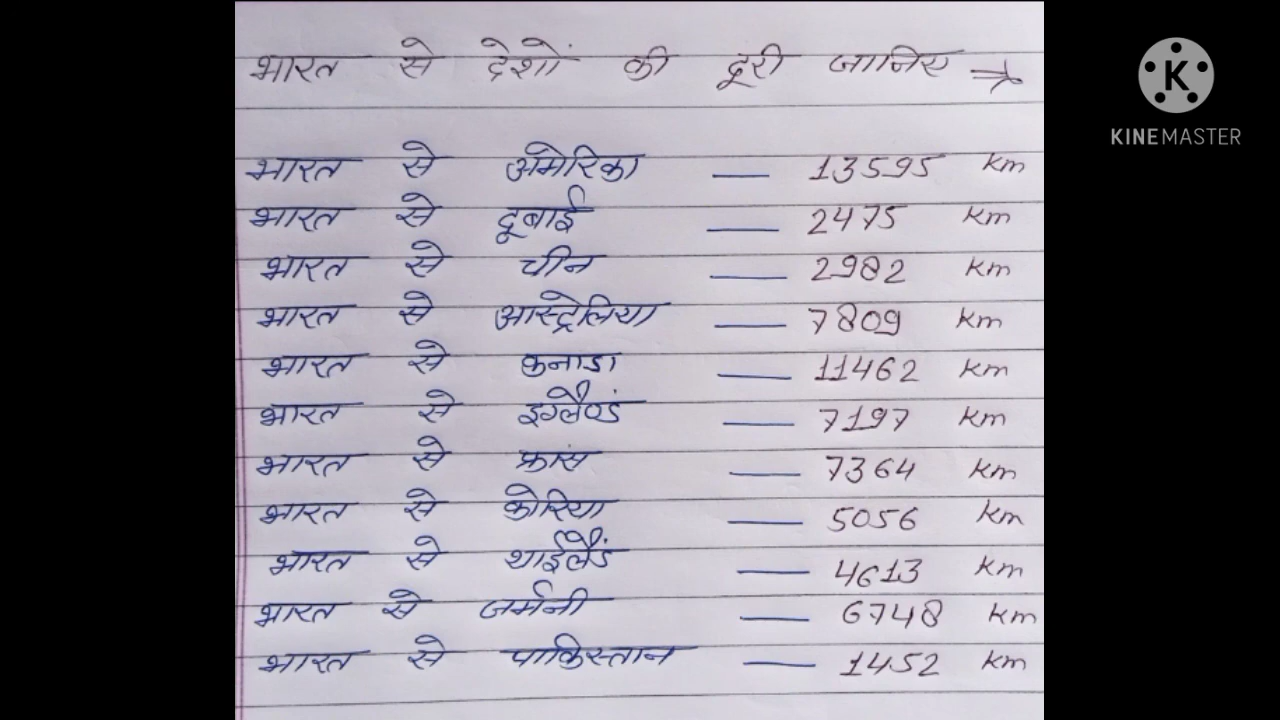 भारत से देशों की दूरी जानिए →
KINEMASTER
भारत से अमेरिका — 13595 km
भारत से दूबाई — 2475 km
भारत से चीन — 2982 km
भारत से आस्ट्रेलिया — 7809 km
भारत से कनाडा — 11462 km
भारत से इग्लैण्डं — 7197 km
भारत से फ्रांस — 7364 km
भारत से कोरिया — 5056 km
भारत से थाईलैंड — 4613 km
भारत से जर्मनी — 6748 km
भारत से पाकिस्तान — 1452 km